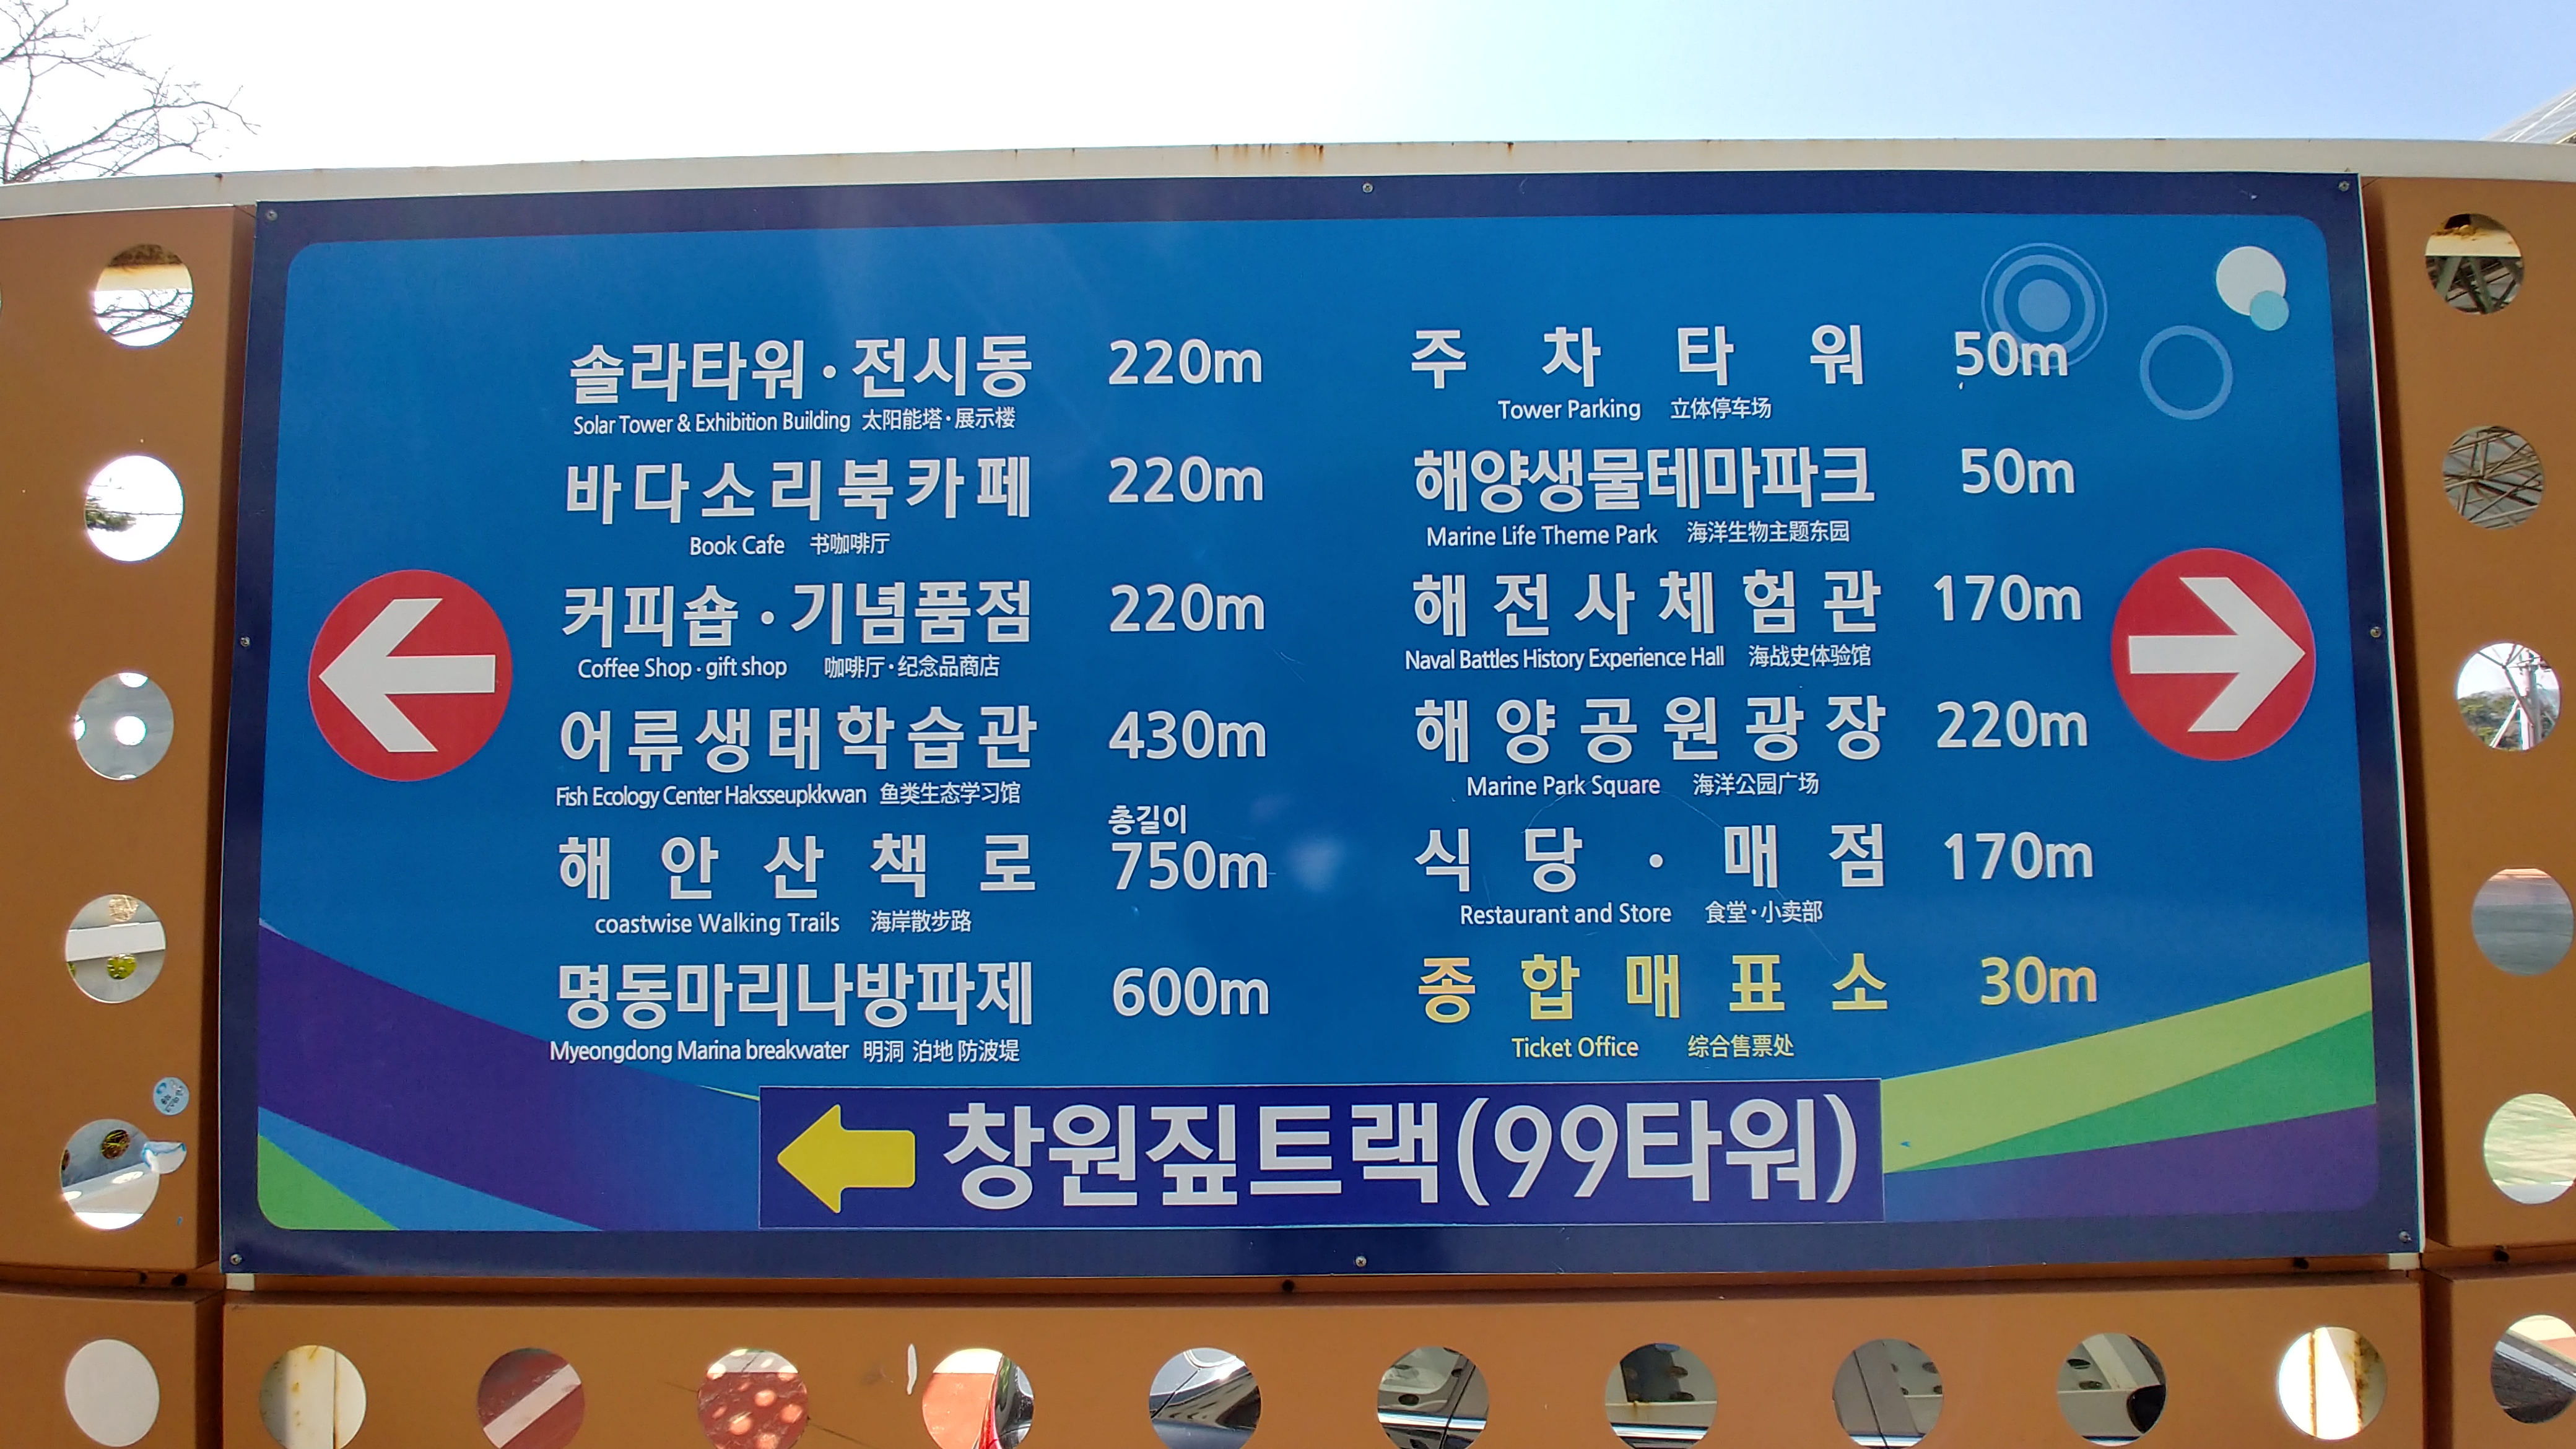 솔라타워·전시동 220m
Solar Tower & Exhibition Building 太阳能塔·展示楼
바다소리북카페 220m
Book Cafe 书咖啡厅
커피숍·기념품점 220m
Coffee Shop·gift shop 咖啡厅·纪念品商店
어류생태학습관 430m
Fish Ecology Center Haksseupkkwan 鱼类生态学习馆
총길이
해안산책로 750m
coastwise Walking Trails 海岸散步路
명동마리나방파제 600m
Myeongdong Marina breakwater 明洞 泊地 防波堤
주차타워 50m
Tower Parking 立体停车场
해양생물테마파크 50m
Marine Life Theme Park 海洋生物主题东园
해전사체험관 170m
Naval Battles History Experience Hall 海战史体验馆
해양공원광장 220m
Marine Park Square 海洋公园广场
식당·매점 170m
Restaurant and Store 食堂·小卖部
종합매표소 30m
Ticket Office 综合售票处
창원짚트랙(99타워)